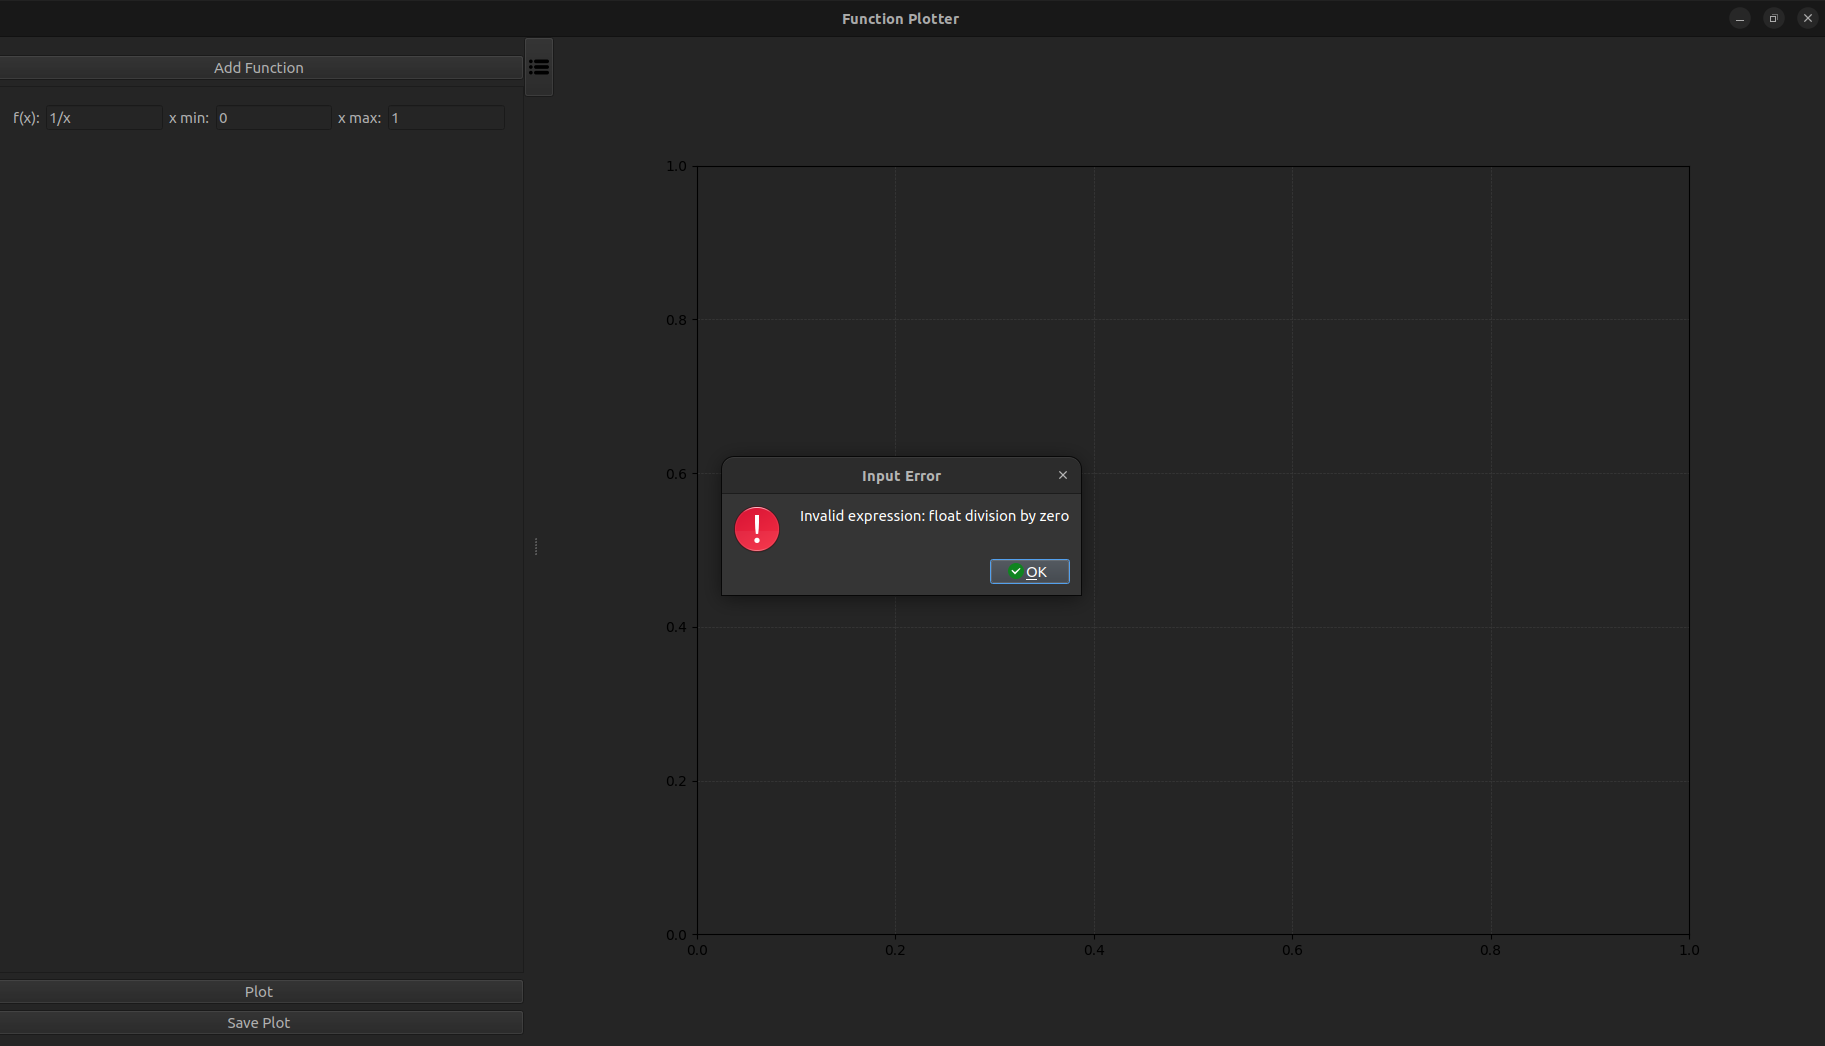 Function Plotter
Add Function
f(x): 1/x x min: 0 x max: 1
1.0
0.8
0.6
0.4
0.2
0.0
0.0 0.2 0.4 0.6 0.8 1.0
Input Error
Invalid expression: float division by zero
OK
Plot
Save Plot